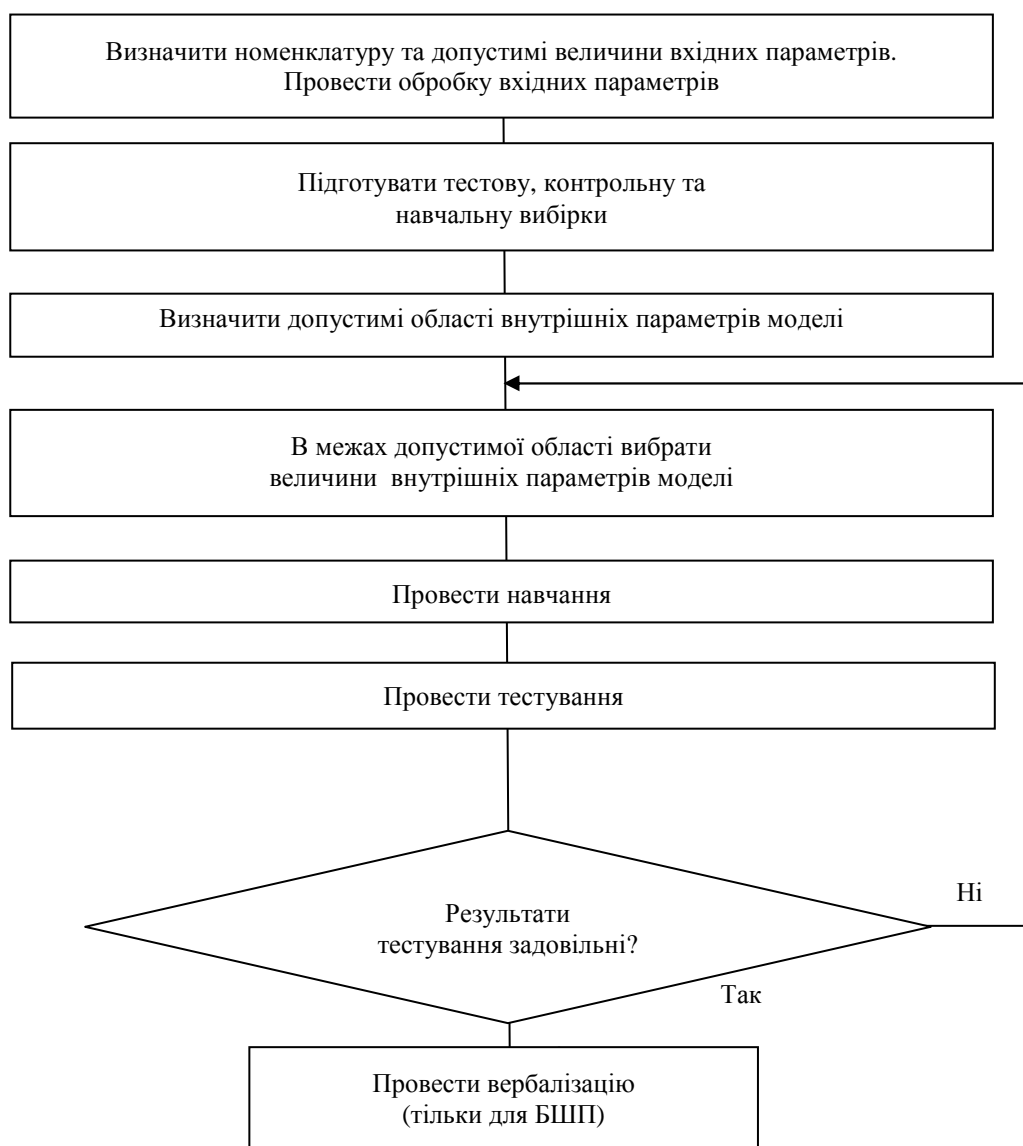 Визначити номенклатуру та допустимі величини вхідних параметрів.
Провести обробку вхідних параметрів
Підготувати тестову, контрольну та
навчальну вибірки
Визначити допустимі області внутрішніх параметрів моделі
В межах допустимої області вибрати
величини внутрішніх параметрів моделі
Провести навчання
Провести тестування
Результати
тестування задовільні?
Ні
Так
Провести вербалізацію
(тільки для БШП)